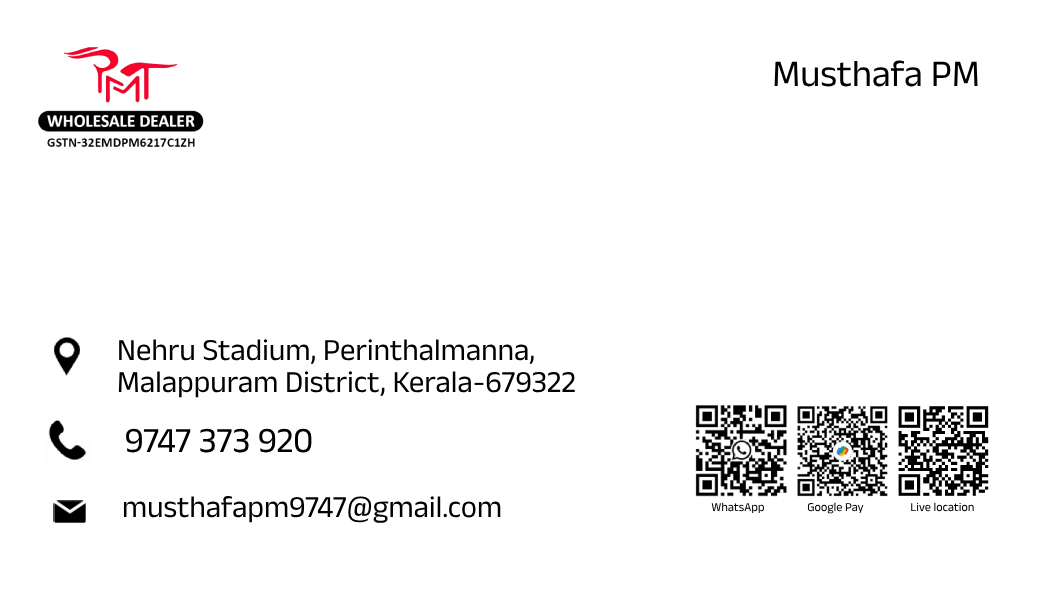 PMT
WHOLESALE DEALER
GSTN-32EMDPM6217C1ZH
Musthafa PM
Nehru Stadium, Perinthalmanna,
Malappuram District, Kerala-679322
9747 373 920
musthafapm9747@gmail.com
WhatsApp
Google Pay
Live location